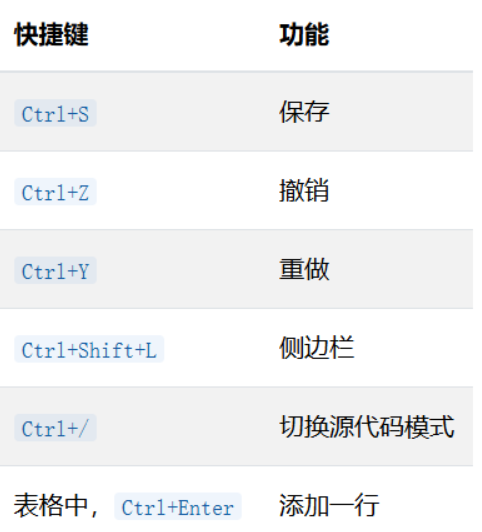 快捷键 功能
Ctrl+S 保存
Ctrl+Z 撤销
Ctrl+Y 重做
Ctrl+Shift+L 侧边栏
Ctrl+/ 切换源代码模式
表格中，Ctrl+Enter 添加一行